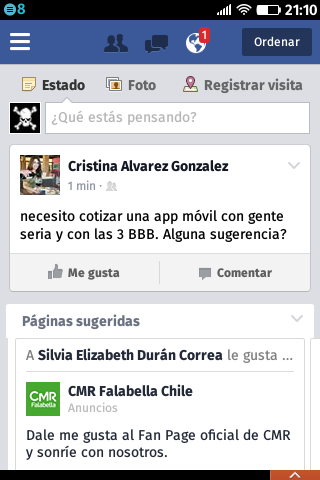 8 21:10
1 Ordenar
Estado Foto Registrar visita
¿Qué estás pensando?
Cristina Alvarez Gonzalez
1 min ·
necesito cotizar una app móvil con gente
seria y con las 3 BBB. Alguna sugerencia?
Me gusta Comentar
Páginas sugeridas
A Silvia Elizabeth Durán Correa le gusta ...
CMR Falabella Chile
CMR
Falabella
Anuncios
Dale me gusta al Fan Page oficial de CMR
y sonríe con nosotros.